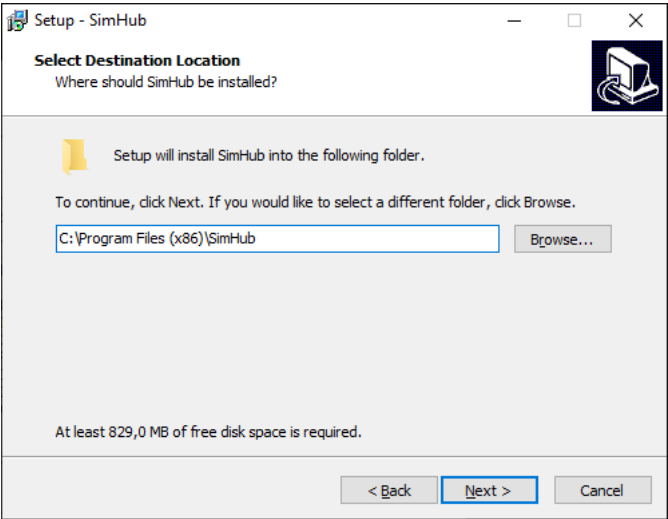 Setup - SimHub
Select Destination Location
Where should SimHub be installed?
Setup will install SimHub into the following folder.
To continue, click Next. If you would like to select a different folder, click Browse.
C:\Program Files (x86)\SimHub
Browse...
At least 829,0 MB of free disk space is required.
< Back
Next >
Cancel